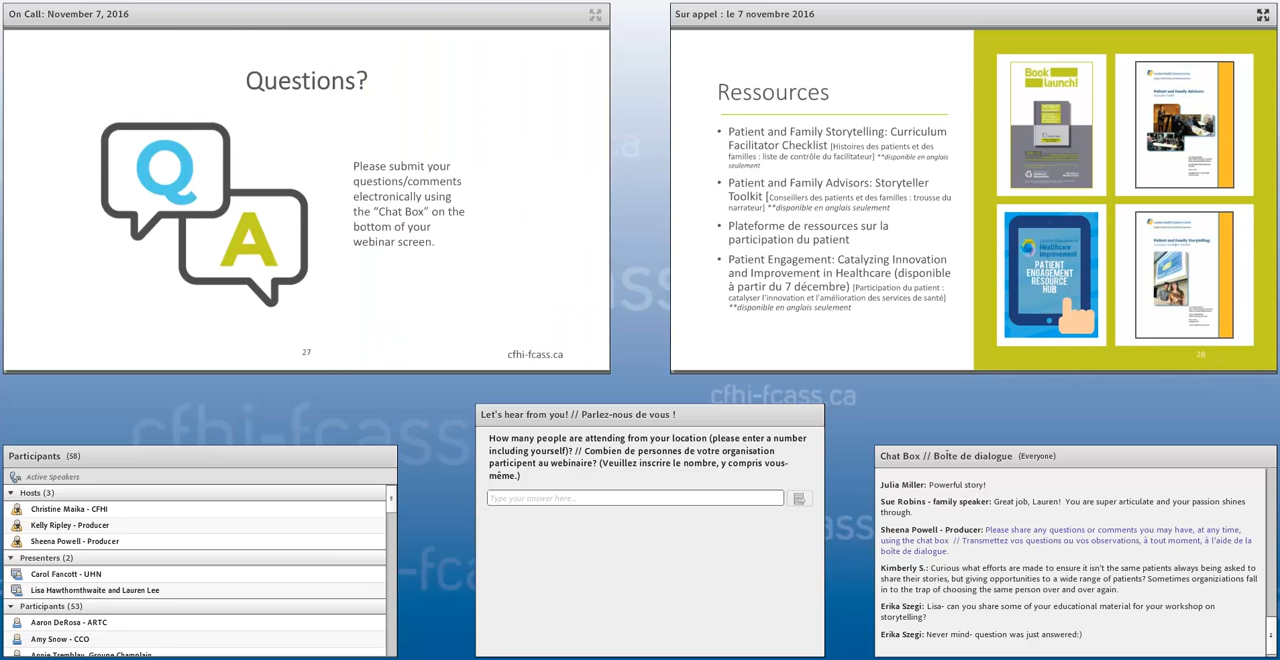 On Call: November 7, 2016
Questions?
Q
A
Please submit your
questions/comments
electronically using
the “Chat Box” on the
bottom of your
webinar screen.
27
cfhi-fcass.ca
Sur appel : le 7 novembre 2016
Ressources
• Patient and Family Storytelling: Curriculum
Facilitator Checklist [Histoires des patients et des
familles : liste de contrôle du facilitateur] **disponible en anglais
seulement
• Patient and Family Advisors: Storyteller
Toolkit [Conseillers des patients et des familles : trousse du
narrateur] **disponible en anglais seulement
• Plateforme de ressources sur la
participation du patient
• Patient Engagement: Catalyzing Innovation
and Improvement in Healthcare (disponible
à partir du 7 décembre) [Participation du patient :
catalyser l'innovation et l'amélioration des services de santé]
**disponible en anglais seulement
Book
launch!
Patient and Family Advisors:
Healthcare
Improvement
PATIENT
ENGAGEMENT
RESOURCE
HUB
Patient and Family Storytelling:
28
cfhi-fcass.ca
cfhi-fcass
Participants (58)
Active Speakers
Hosts (3)
Christine Maika - CFHI
Kelly Ripley - Producer
Sheena Powell - Producer
Presenters (2)
Carol Fancott - UHN
Lisa Hawthornthwaite and Lauren Lee
Participants (53)
Aaron DeRosa - ARTC
Amy Snow - CCO
Annie Tremblay, Groupe Champlain
Let's hear from you! // Parlez-nous de vous !
How many people are attending from your location (please enter a number
including yourself)? // Combien de personnes de votre organisation
participent au webinaire? (Veuillez inscrire le nombre, y compris vous-
même.)
Type your answer here...
Chat Box // Boîte de dialogue (Everyone)
Julia Miller: Powerful story!
Sue Robins - family speaker: Great job, Lauren! You are super articulate and your passion shines
through.
Sheena Powell - Producer: Please share any questions or comments you may have, at any time,
using the chat box // Transmettez vos questions ou vos observations, à tout moment, à l'aide de la
boîte de dialogue.
Kimberly S.: Curious what efforts are made to ensure it isn't the same patients always being asked to
share their stories, but giving opportunities to a wide range of patients? Sometimes organiztions fall
in to the trap of choosing the same person over and over again.
Erika Szegi: Lisa- can you share some of your educational material for your workshop on
storytelling?
Erika Szegi: Never mind- question was just answered:)